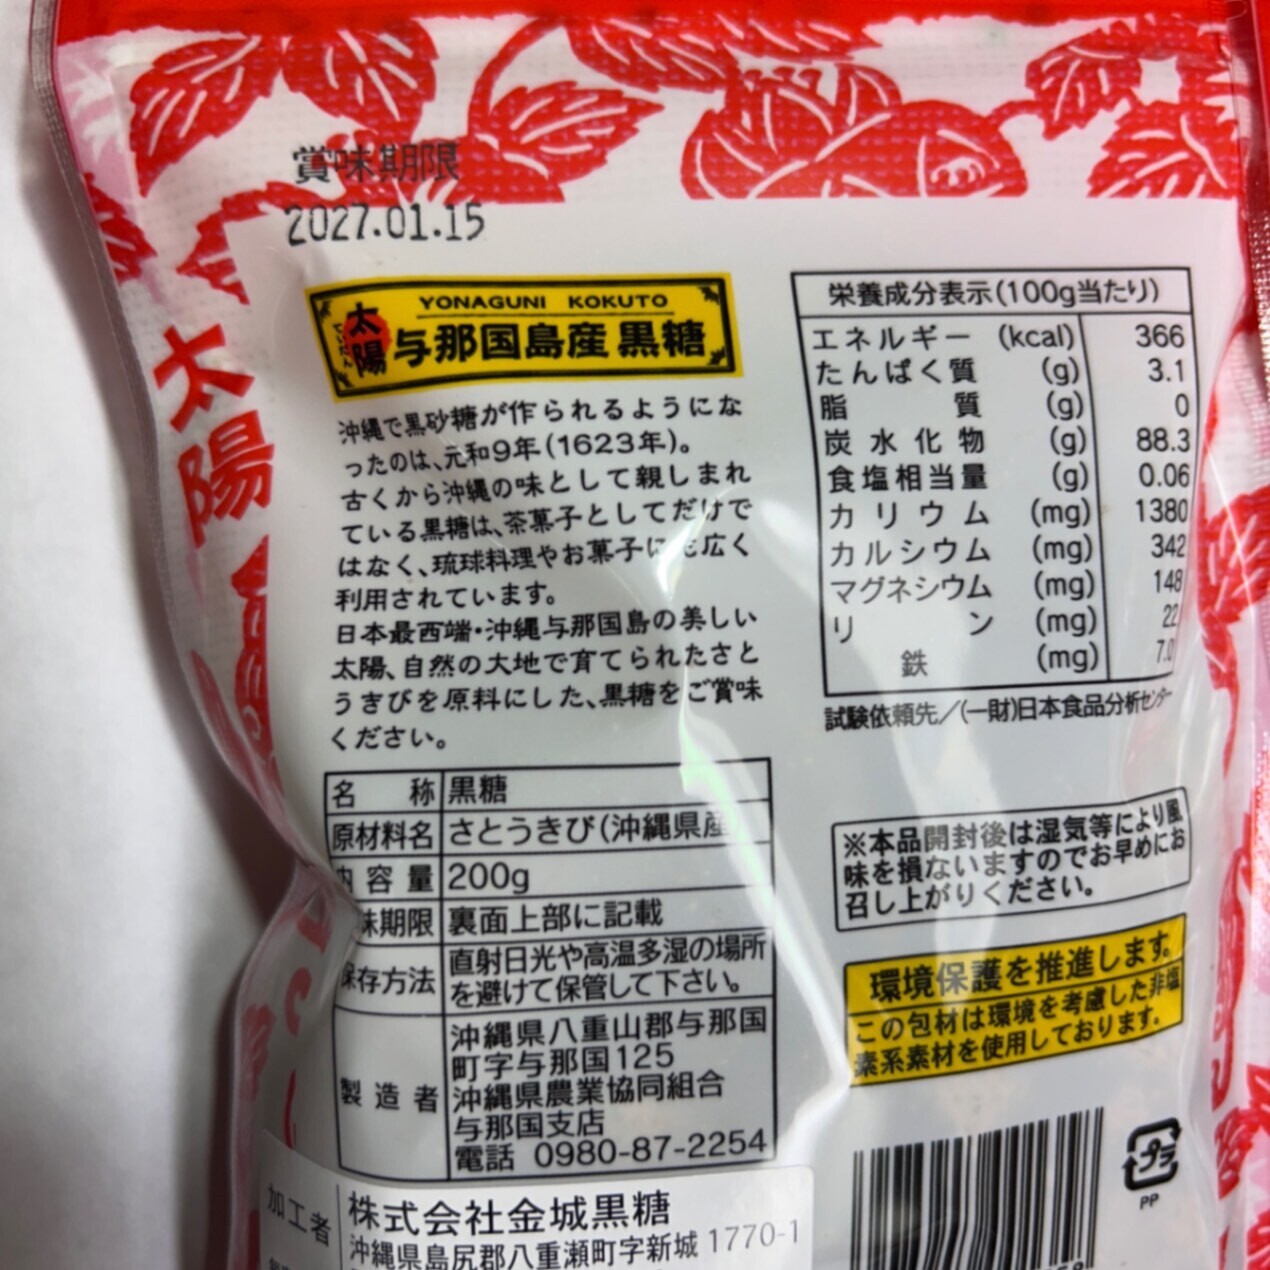 賞味期限
2027.01.15
太陽
YONAGUNI KOKUTO
太陽
てぃだん
与那国島産 黒糖
沖縄で黒砂糖が作られるようにな
ったのは、元和9年(1623年)。
古くから沖縄の味として親しまれ
ている黒糖は、茶菓子としてだけで
はなく、琉球料理やお菓子にも広く
利用されています。
日本最西端・沖縄与那国島の美しい
太陽、自然の大地で育てられたさと
うきびを原料にした、黒糖をご賞味
ください。
名称 黒糖
原材料名 さとうきび(沖縄県産
内容量 200g
味期限 裏面上部に記載
保存方法 直射日光や高温多湿の場所
を避けて保管して下さい。
製造者 沖縄県八重山郡与那国
町字与那国125
沖縄県農業協同組合
与那国支店
電話 0980-87-2254
加工者 株式会社金城黒糖
沖縄県島尻郡八重瀬町字新城 1770-1
栄養成分表示(100g当たり)
エネルギー (kcal) 366
たんぱく質 (g) 3.1
脂質 (g) 0
炭水化物 (g) 88.3
食塩相当量 (g) 0.06
カリウム (mg) 1380
カルシウム (mg) 342
マグネシウム (mg) 148
リン (mg) 22
鉄 (mg) 7.0
試験依頼先/(一財)日本食品分析センター
※本品開封後は湿気等により風
味を損ないますのでお早めにお
召し上がりください。
環境保護を推進します。
この包材は環境を考慮した非塩
素系素材を使用しております。
プラ
PP